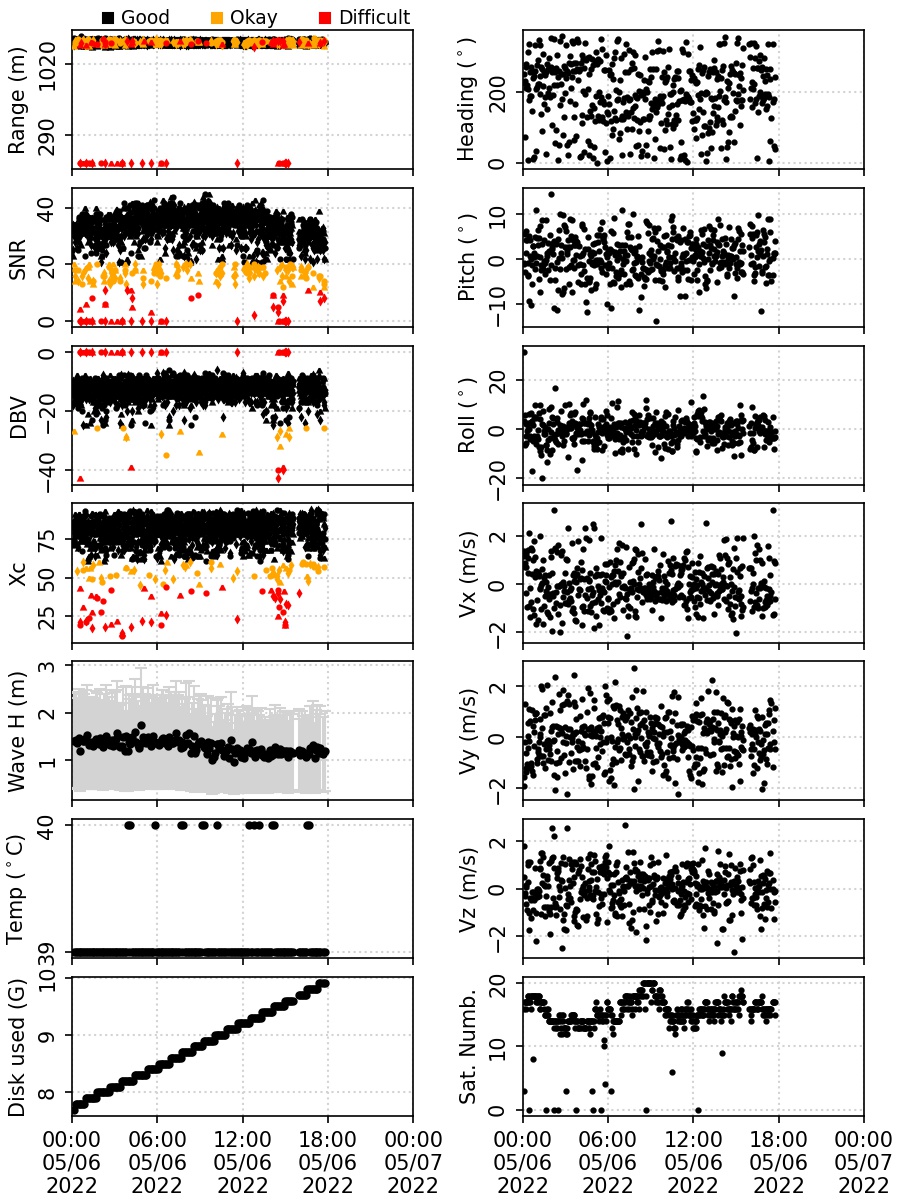 Good Okay Difficult
Range (m)
1020
290
Heading (°)
200
0
SNR
40
20
0
Pitch (°)
10
0
−10
DBV
0
−20
−40
Roll (°)
20
0
−20
Xc
75
50
25
Vx (m/s)
2
0
−2
Wave H (m)
3
2
1
Vy (m/s)
2
0
−2
Temp (°C)
40
39
Vz (m/s)
2
0
−2
Disk used (G)
10
9
8
Sat. Numb.
20
10
0
00:00 06:00 12:00 18:00 00:00
05/06 05/06 05/06 05/06 05/07
2022 2022 2022 2022 2022
00:00 06:00 12:00 18:00 00:00
05/06 05/06 05/06 05/06 05/07
2022 2022 2022 2022 2022